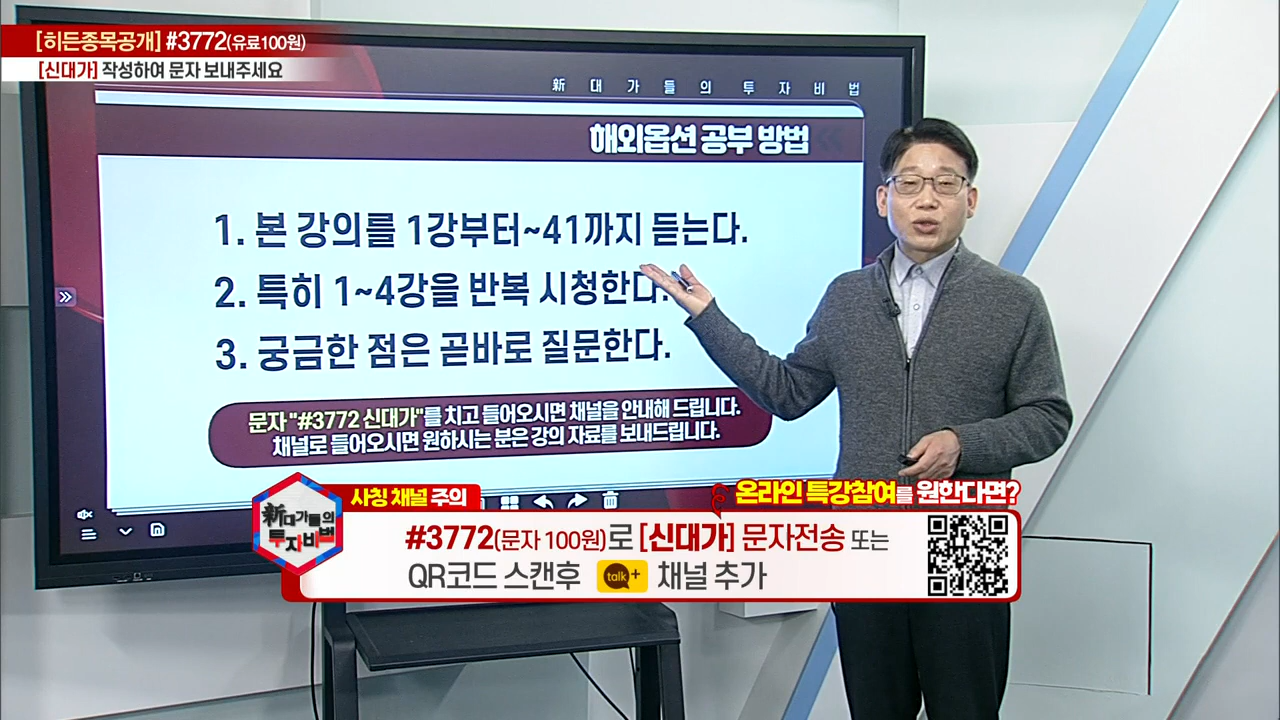 [히든종목공개] #3772(유료100원)
[신대가] 작성하여 문자 보내주세요
新대가들의 투자비법
해외옵션 공부 방법
1. 본 강의를 1강부터~41까지 듣는다.
2. 특히 1~4강을 반복 시청한다.
3. 궁금한 점은 곧바로 질문한다.
문자 "#3772 신대가"를 치고 들어오시면 채널을 안내해 드립니다.
채널로 들어오시면 원하시는 분은 강의 자료를 보내드립니다.
사칭 채널 주의
온라인 특강참여를 원한다면?
新대가들의
투자비법
#3772(문자 100원)로 [신대가] 문자전송 또는
QR코드 스캔후 talk+ 채널 추가